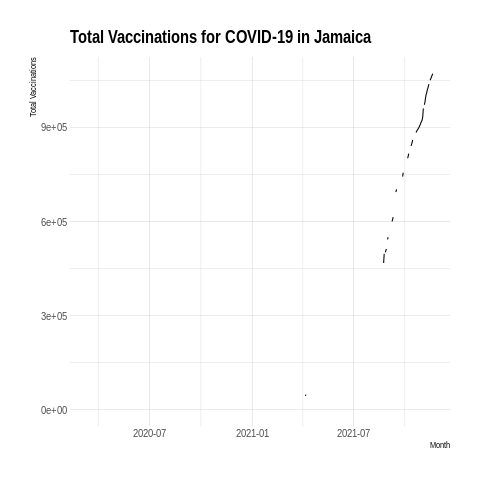 Total Vaccinations for COVID-19 in Jamaica
Total Vaccinations
9e+05
6e+05
3e+05
0e+00
2020-07 2021-01 2021-07
Month